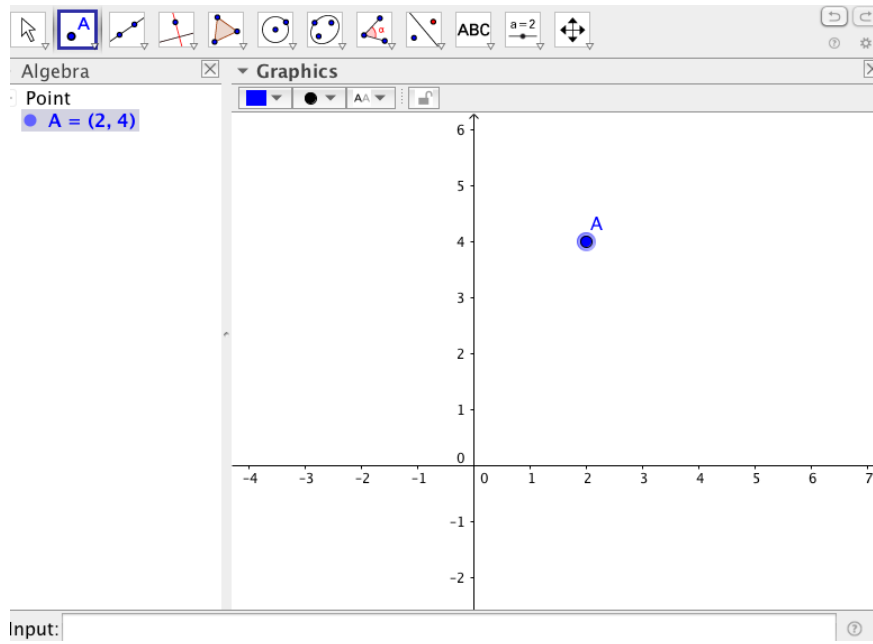 A α ABC a=2
Algebra
Graphics
Point
AA
A = (2, 4)
A
6
5
4
3
2
1
0
-4 -3 -2 -1 0 1 2 3 4 5 6 7
-1
-2
Input: